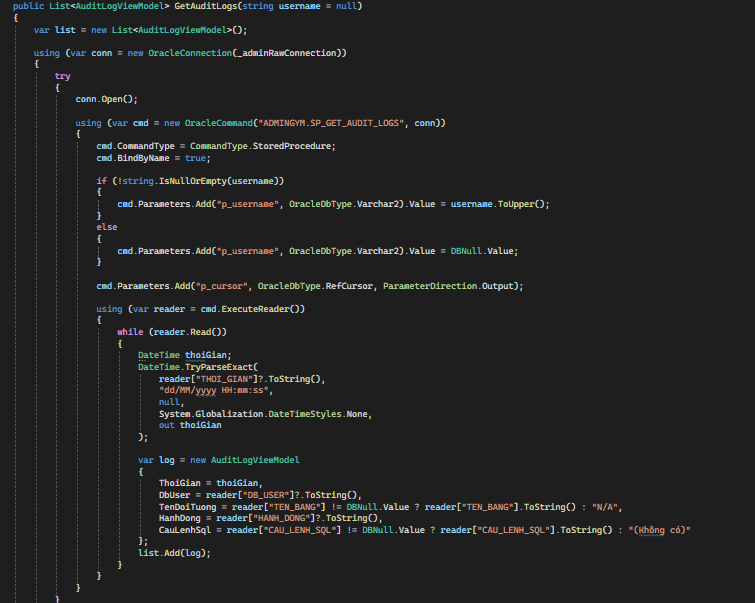 public List<AuditLogViewModel> GetAuditLogs(string username = null)
{
var list = new List<AuditLogViewModel>();
using (var conn = new OracleConnection(_adminRawConnection))
{
try
{
conn.Open();
using (var cmd = new OracleCommand("ADMINGYM.SP_GET_AUDIT_LOGS", conn))
{
cmd.CommandType = CommandType.StoredProcedure;
cmd.BindByName = true;
if (!string.IsNullOrEmpty(username))
{
cmd.Parameters.Add("p_username", OracleDbType.Varchar2).Value = username.ToUpper();
}
else
{
cmd.Parameters.Add("p_username", OracleDbType.Varchar2).Value = DBNull.Value;
}
cmd.Parameters.Add("p_cursor", OracleDbType.RefCursor, ParameterDirection.Output);
using (var reader = cmd.ExecuteReader())
{
while (reader.Read())
{
DateTime thoiGian;
DateTime.TryParseExact(
reader["THOI_GIAN"]?.ToString(),
"dd/MM/yyyy HH:mm:ss",
null,
System.Globalization.DateTimeStyles.None,
out thoiGian
);
var log = new AuditLogViewModel
{
ThoiGian = thoiGian,
DbUser = reader["DB_USER"]?.ToString(),
TenDoiTuong = reader["TEN_BANG"] != DBNull.Value ? reader["TEN_BANG"].ToString() : "N/A",
HanhDong = reader["HANH_DONG"]?.ToString(),
CauLenhSql = reader["CAU_LENH_SQL"] != DBNull.Value ? reader["CAU_LENH_SQL"].ToString() : "(Không có)"
};
list.Add(log);
}
}
}
}